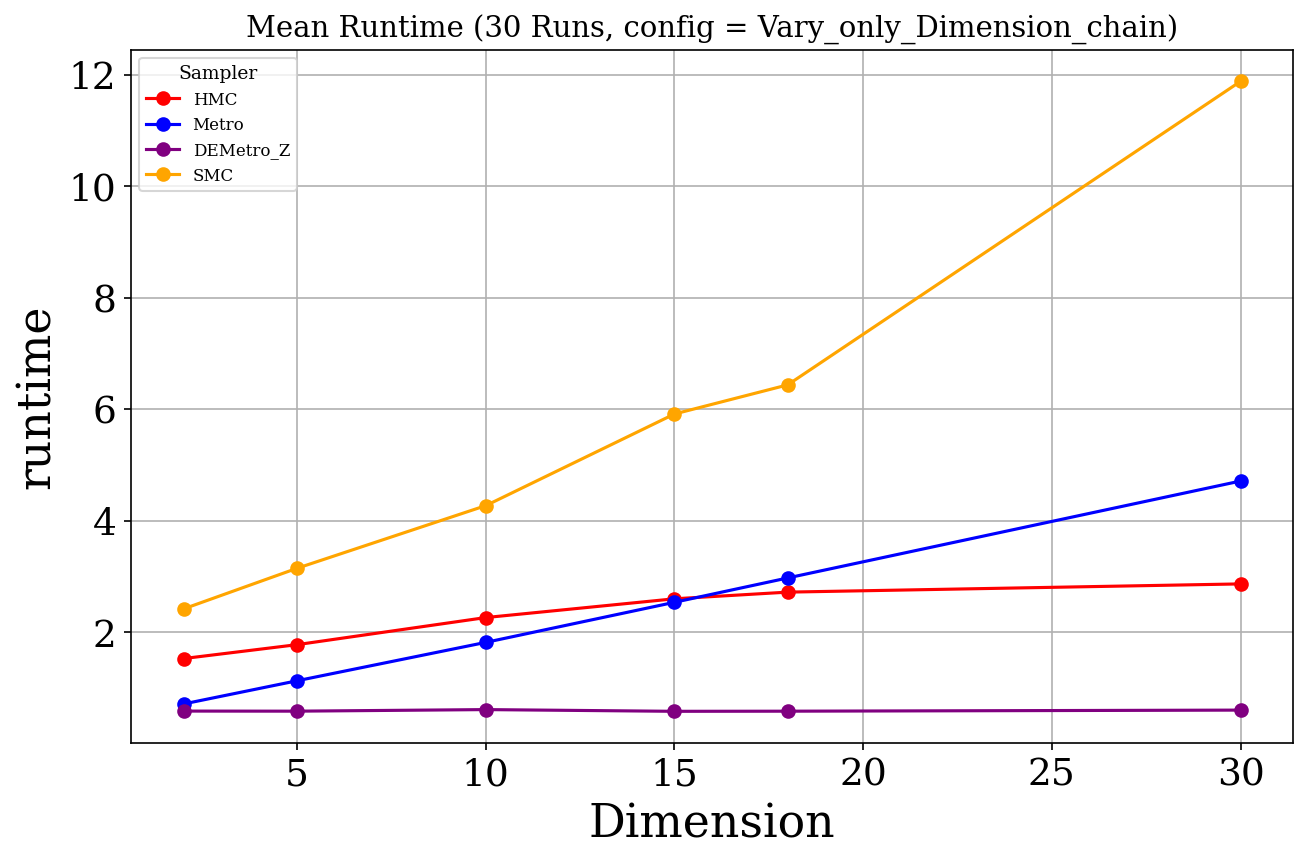 Mean Runtime (30 Runs, config = Vary_only_Dimension_chain)
Sampler
HMC
Metro
DEMetro_Z
SMC
12
10
8
6
4
2
runtime
5 10 15 20 25 30
Dimension